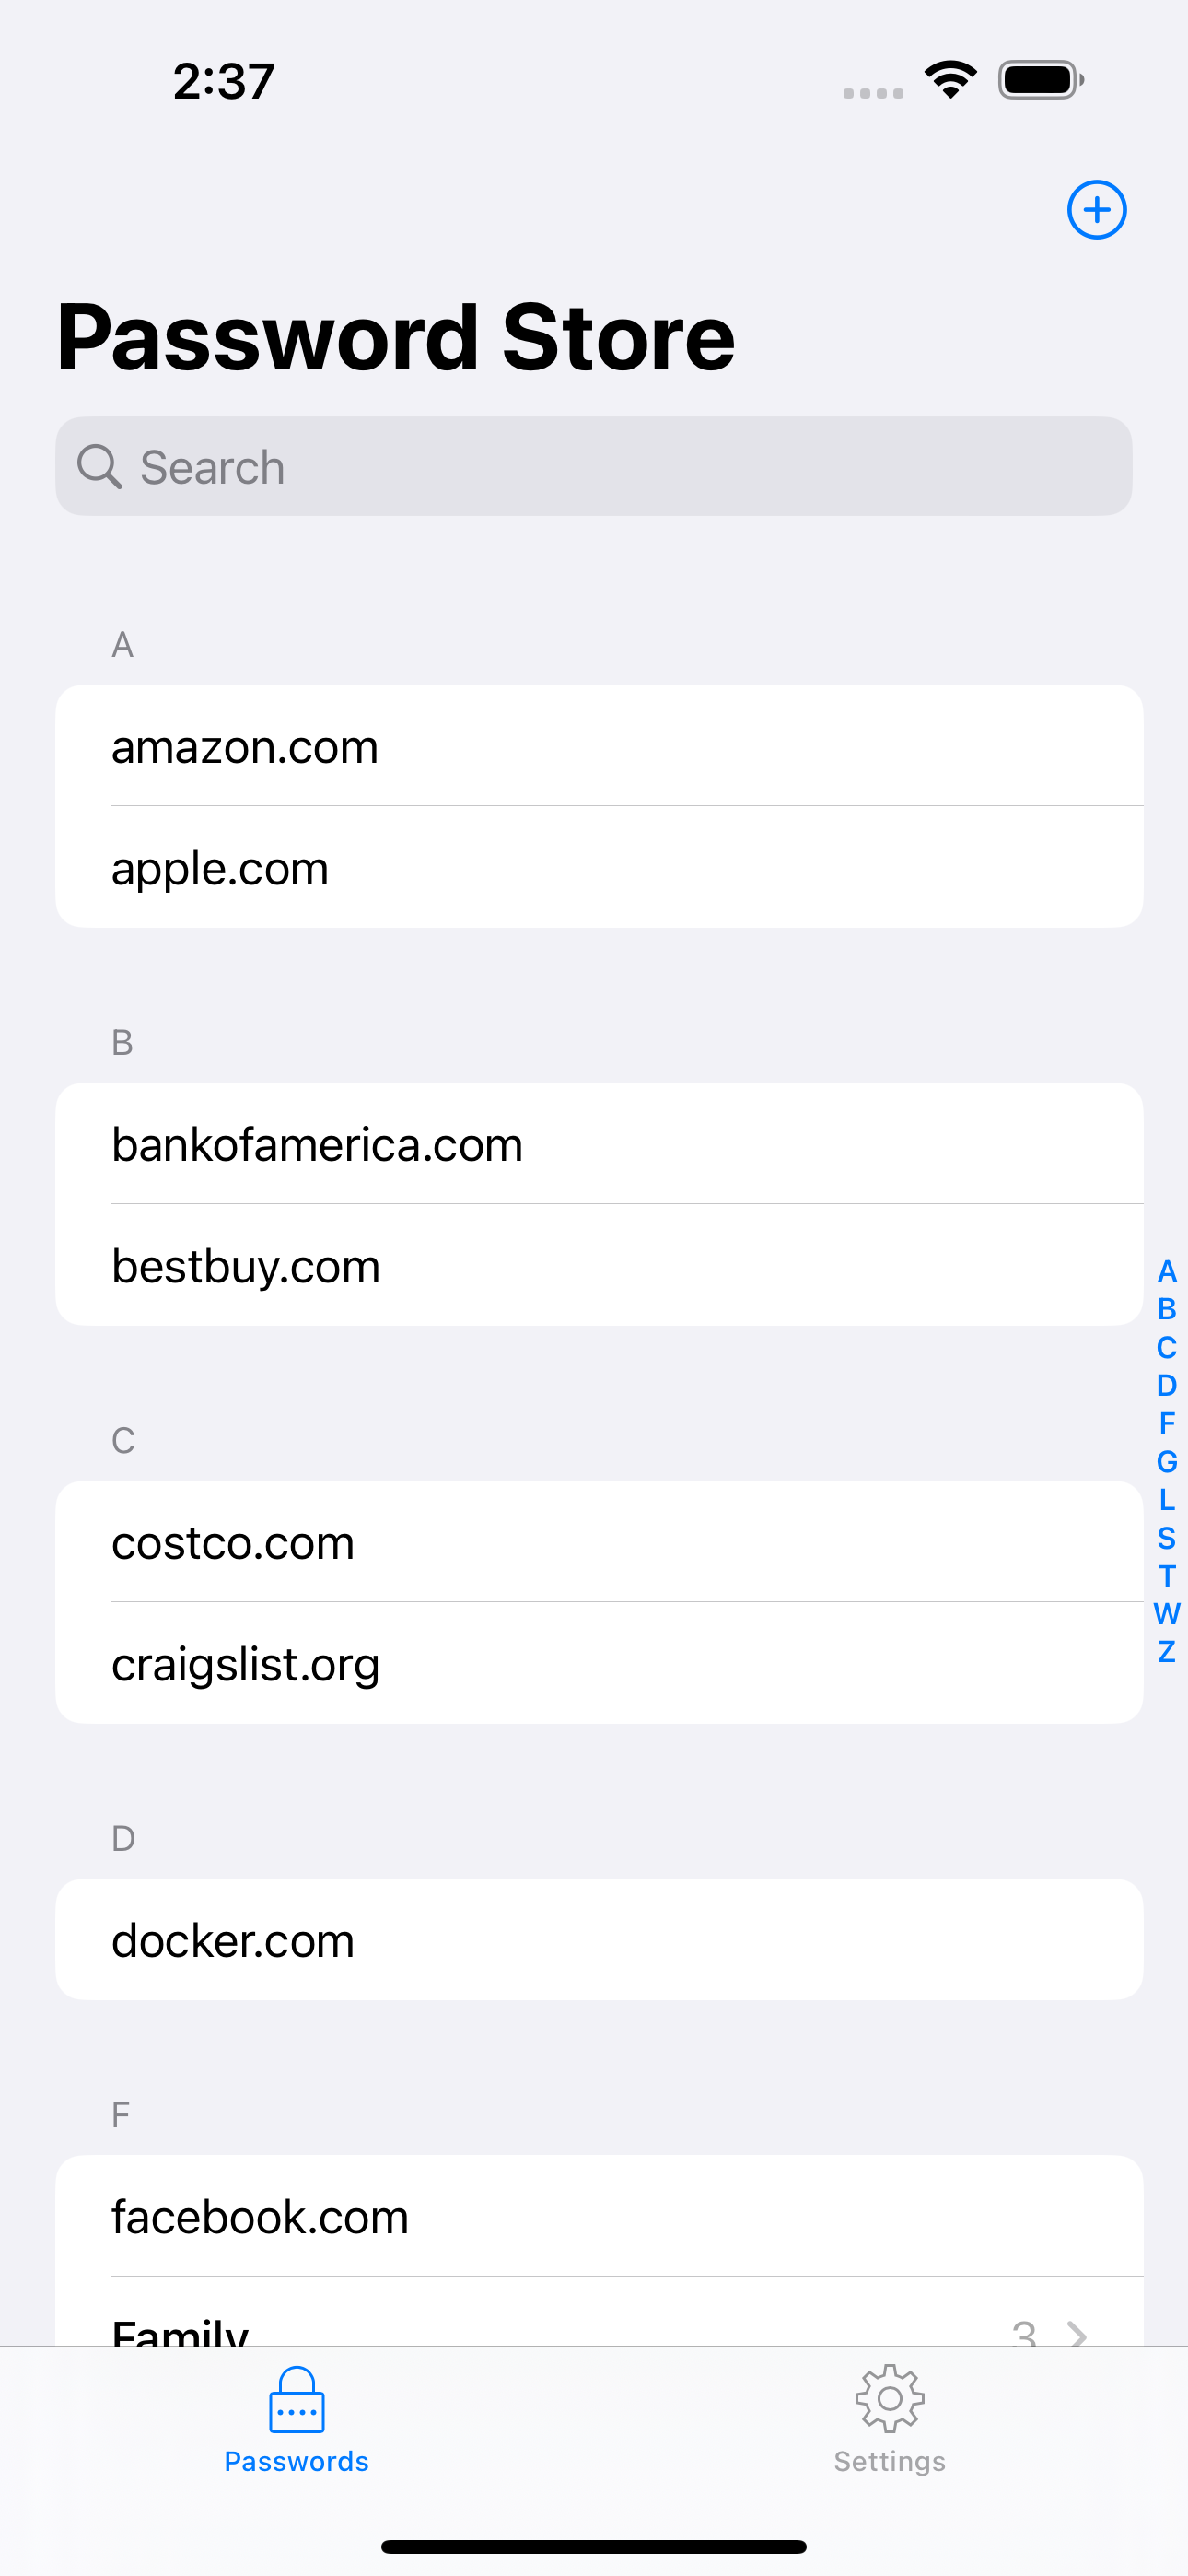 2:37
Password Store
Search
A
amazon.com
apple.com
B
bankofamerica.com
bestbuy.com
C
costco.com
craigslist.org
D
docker.com
F
facebook.com
Family 3
A
B
C
D
F
G
L
S
T
W
Z
Passwords
Settings